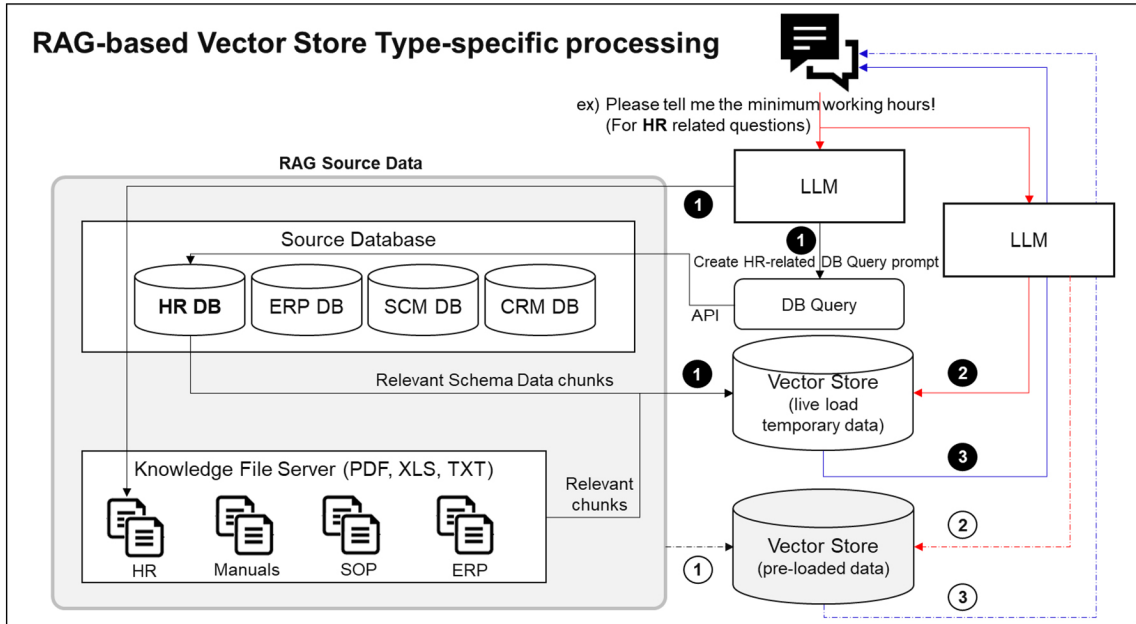 RAG-based Vector Store Type-specific processing
ex) Please tell me the minimum working hours!
(For HR related questions)
RAG Source Data
LLM
1
LLM
1
Source Database
Create HR-related DB Query prompt
HR DB
ERP DB
SCM DB
CRM DB
DB Query
API
Relevant Schema Data chunks
1
Vector Store
(live load
temporary data)
2
3
Knowledge File Server (PDF, XLS, TXT)
Relevant
chunks
HR
Manuals
SOP
ERP
1
Vector Store
(pre-loaded data)
2
3